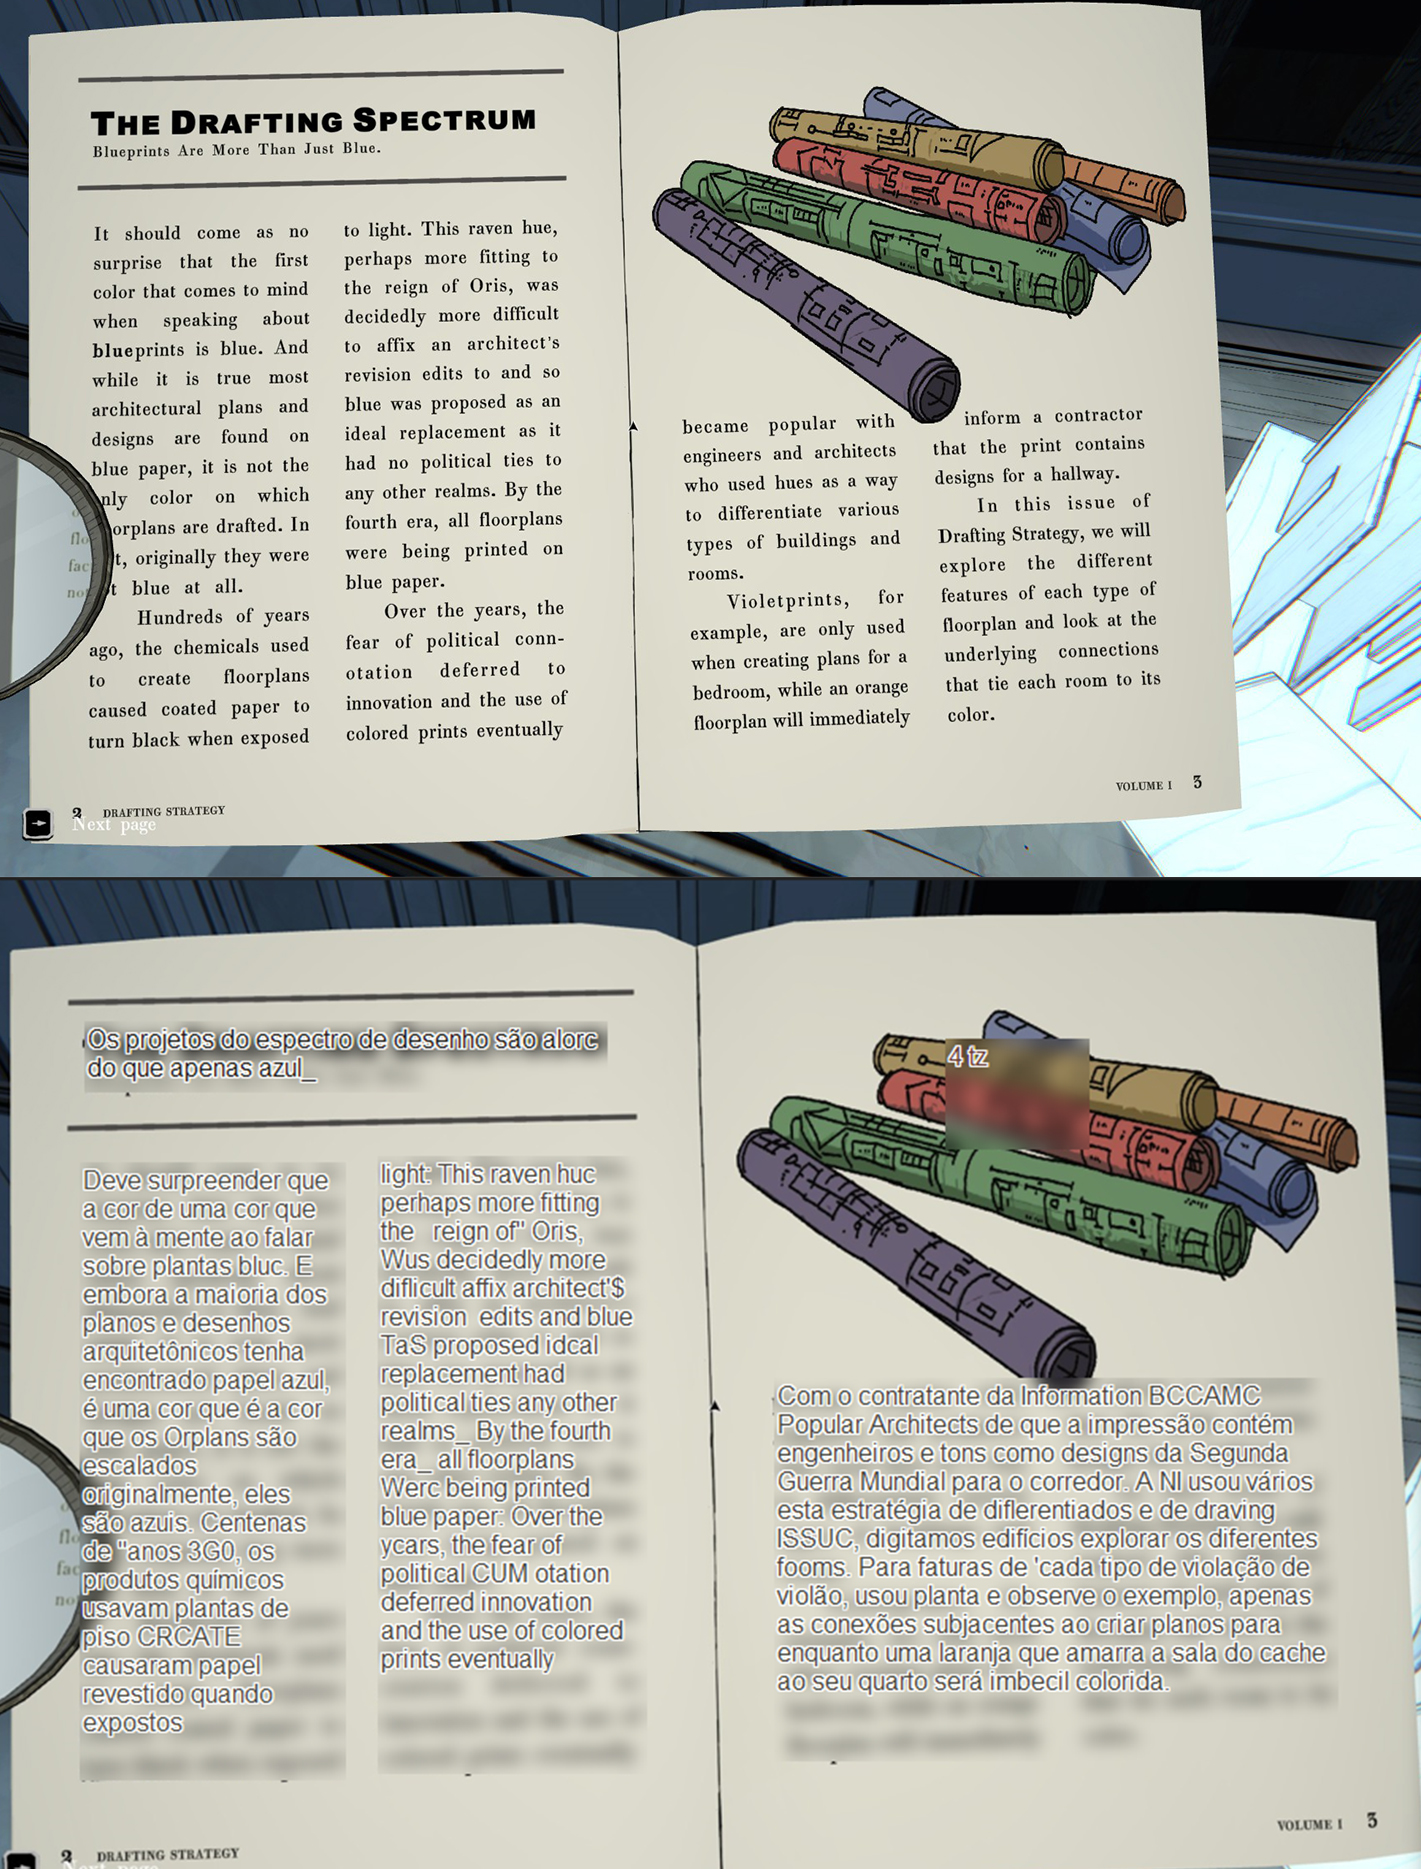 THE DRAFTING SPECTRUM
Blueprints Are More Than Just Blue.
It should come as no
surprise that the first
color that comes to mind
when speaking about
blueprints is blue. And
while it is true most
architectural plans and
designs are found on
blue paper, it is not the
nly color on which
orplans are drafted. In
t, originally they were
t blue at all.
Hundreds of years
ago, the chemicals used
to create floorplans
caused coated paper to
turn black when exposed
to light. This raven hue,
perhaps more fitting to
the reign of Oris, was
decidedly more difficult
to affix an architect's
revision edits to and so
blue was proposed as an
ideal replacement as it
had no political ties to
any other realms. By the
fourth era, all floorplans
were being printed on
blue paper.
Over the years, the
fear of political conn-
otation deferred to
innovation and the use of
colored prints eventually
flo
fac
no
2 DRAFTING STRATEGY
Next page
became popular with
engineers and architects
who used hues as a way
to differentiate various
types of buildings and
rooms.
Violetprints, for
example, are only used
when creating plans for a
bedroom, while an orange
floorplan will immediately
inform a contractor
that the print contains
designs for a hallway.
In this issue of
Drafting Strategy, we will
explore the different
features of each type of
floorplan and look at the
underlying connections
that tie each room to its
color.
VOLUME I 3
Os projetos do espectro de desenho são alorc
do que apenas azul_
Deve surpreender que
a cor de uma cor que
vem à mente ao falar
sobre plantas bluc. E
embora a maioria dos
planos e desenhos
arquitetônicos tenha
encontrado papel azul,
é uma cor que é a cor
que os Orplans são
escalados
originalmente, eles
são azuis. Centenas
de "anos 3G0, os
produtos químicos
usavam plantas de
piso CRCATE
causaram papel
revestido quando
expostos
light: This raven huc
perhaps more fitting
the reign of" Oris,
Wus decidedly more
diflicult affix architect'$
revision edits and blue
TaS proposed idcal
replacement had
political ties any other
realms_ By the fourth
era_ all floorplans
Werc being printed
blue paper: Over the
ycars, the fear of
political CUM otation
deferred innovation
and the use of colored
prints eventually
flo
fac
no
2 DRAFTING STRATEGY
Next page
4 tz
Com o contratante da Information BCCAMC
Popular Architects de que a impressão contém
engenheiros e tons como designs da Segunda
Guerra Mundial para o corredor. A NI usou vários
esta estratégia de diflerentiados e de draving
ISSUC, digitamos edifícios explorar os diferentes
fooms. Para faturas de 'cada tipo de violação de
violão, usou planta e observe o exemplo, apenas
as conexões subjacentes ao criar planos para
enquanto uma laranja que amarra a sala do cache
ao seu quarto será imbecil colorida.
VOLUME I 3